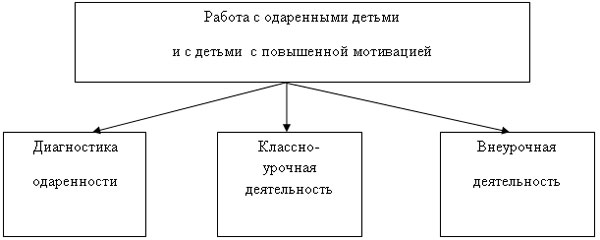 Работа с одаренными детьми
и с детьми с повышенной мотивацией
Диагностика
одаренности
Классно-
урочная
деятельность
Внеурочная
деятельность